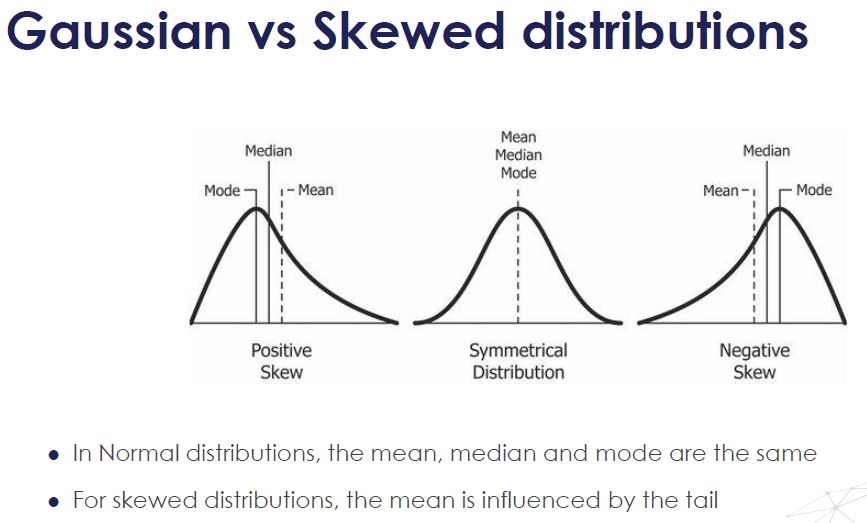 Gaussian vs Skewed distributions
Median
Mode
Mean
Positive
Skew
Mean
Median
Mode
Symmetrical
Distribution
Median
Mean
Mode
Negative
Skew
• In Normal distributions, the mean, median and mode are the same
• For skewed distributions, the mean is influenced by the tail